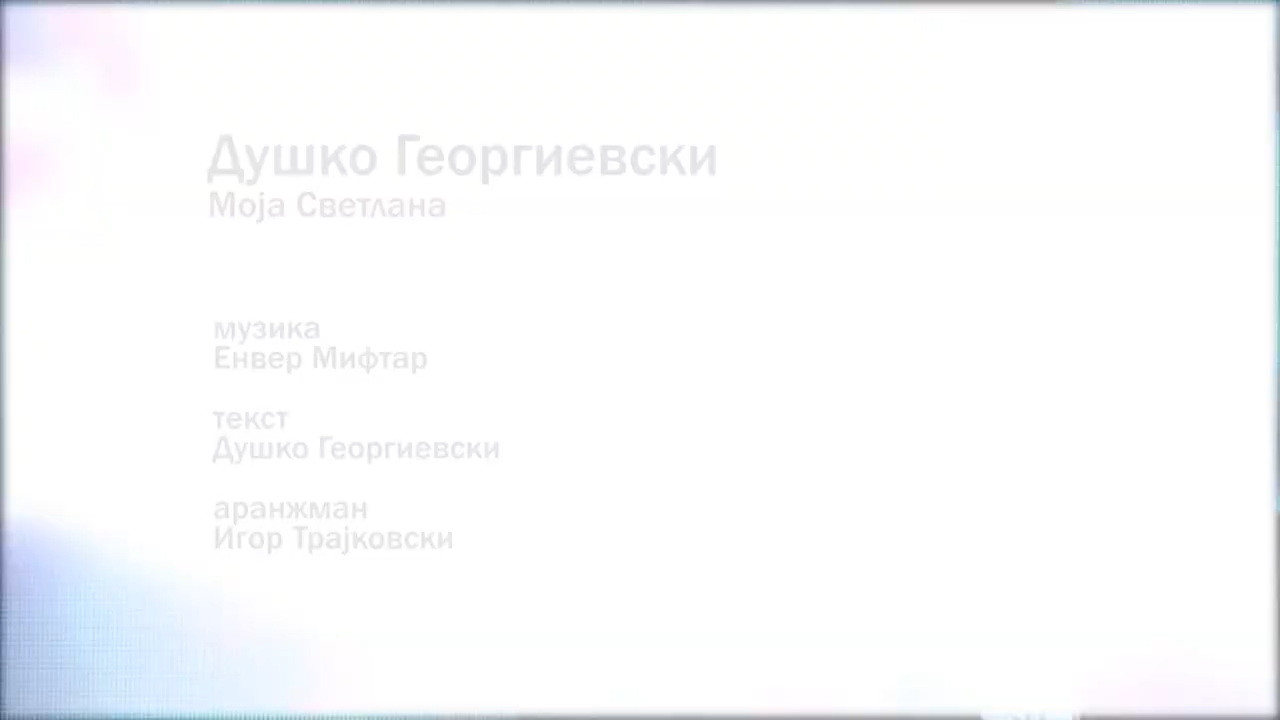 Душко Георгиевски
Моја Светлана
музика
Енвер Мифтар
текст
Душко Георгиевски
аранжман
Игор Трајковски